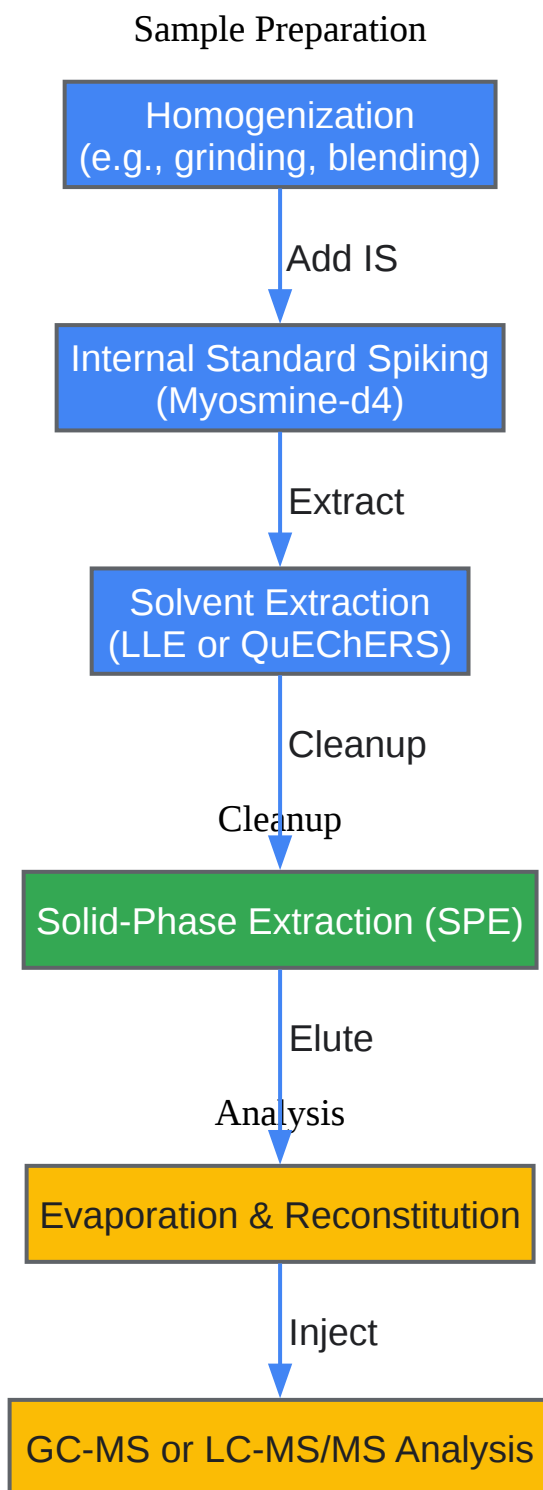 Sample Preparation
Homogenization
(e.g., grinding, blending)
Add IS
Internal Standard Spiking
(Myosmine-d4)
Extract
Solvent Extraction
(LLE or QuEChERS)
Cleanup
Cleanup
Solid-Phase Extraction (SPE)
Elute
Analysis
Evaporation & Reconstitution
Inject
GC-MS or LC-MS/MS Analysis